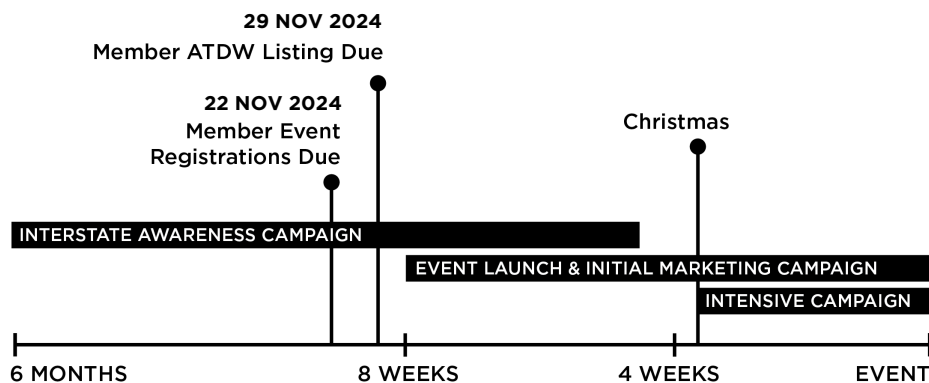 29 NOV 2024
Member ATDW Listing Due
22 NOV 2024
Member Event
Registrations Due
Christmas
INTERSTATE AWARENESS CAMPAIGN
EVENT LAUNCH & INITIAL MARKETING CAMPAIGN
INTENSIVE CAMPAIGN
6 MONTHS
8 WEEKS
4 WEEKS
EVENT